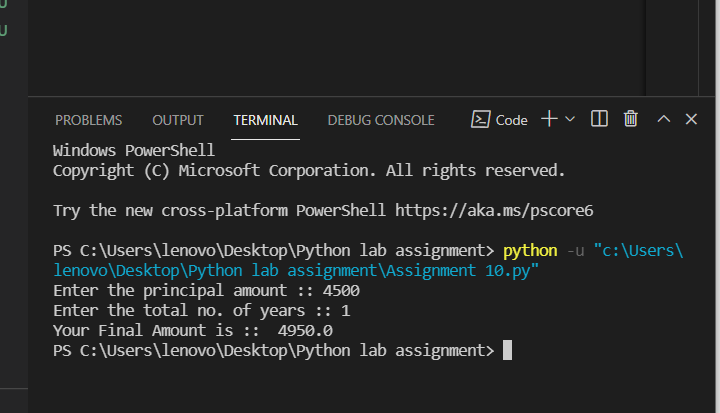 U
U
PROBLEMS OUTPUT TERMINAL DEBUG CONSOLE Code
Windows PowerShell
Copyright (C) Microsoft Corporation. All rights reserved.
Try the new cross-platform PowerShell https://aka.ms/pscore6
PS C:\Users\lenovo\Desktop\Python lab assignment> python -u "c:\Users\
lenovo\Desktop\Python lab assignment\Assignment 10.py"
Enter the principal amount :: 4500
Enter the total no. of years :: 1
Your Final Amount is ::  4950.0
PS C:\Users\lenovo\Desktop\Python lab assignment>